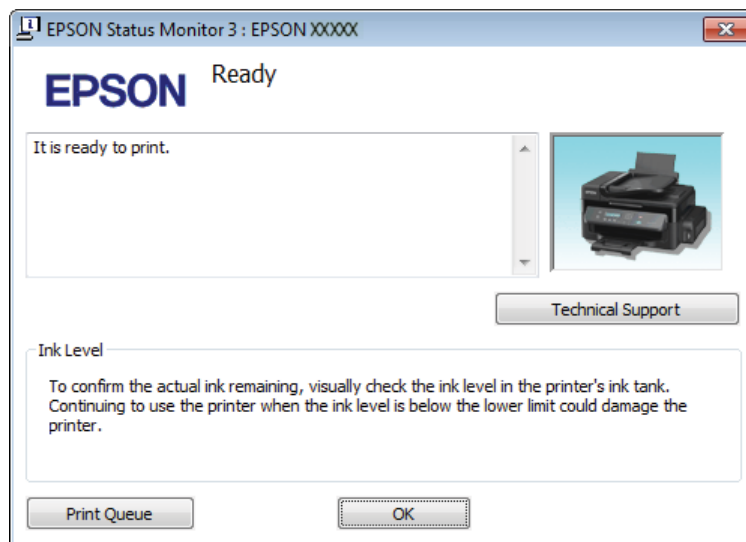 EPSON Status Monitor 3 : EPSON XXXXX
EPSON
Ready
It is ready to print.
Technical Support
Ink Level
To confirm the actual ink remaining, visually check the ink level in the printer's ink tank.
Continuing to use the printer when the ink level is below the lower limit could damage the
printer.
Print Queue
OK